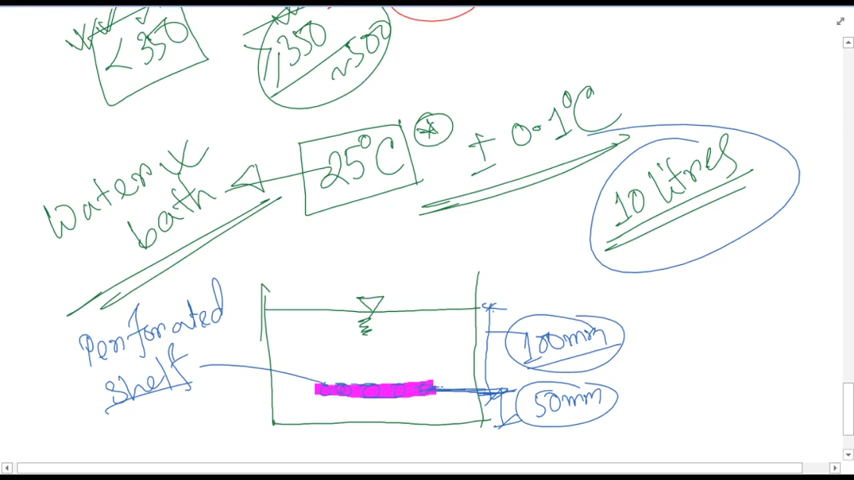 < 350
350
~500
Water bath
25°C * ± 0.1°C
10 litres
Perforated
shelf
100mm
50mm